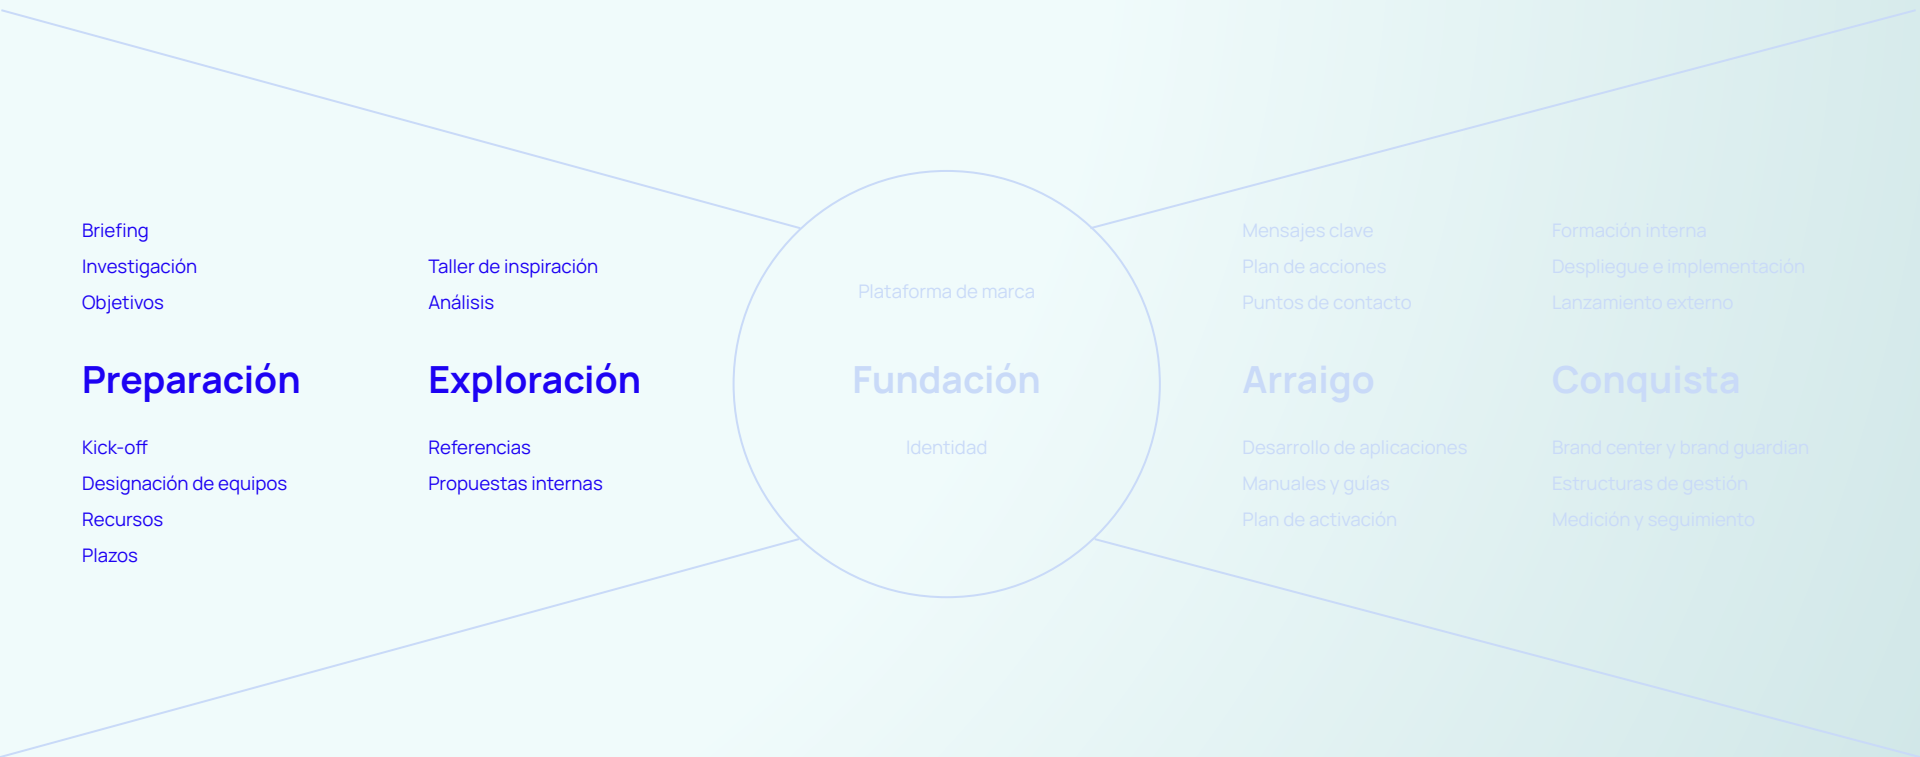 Briefing
Investigación
Objetivos
Preparación
Kick-off
Designación de equipos
Recursos
Plazos
Taller de inspiración
Análisis
Exploración
Referencias
Propuestas internas
Plataforma de marca
Fundación
Identidad
Mensajes clave
Plan de acciones
Puntos de contacto
Arraigo
Desarrollo de aplicaciones
Manuales y guías
Plan de activación
Formación interna
Despliegue e implementación
Lanzamiento externo
Conquista
Brand center y brand guardian
Estructuras de gestión
Medición y seguimiento